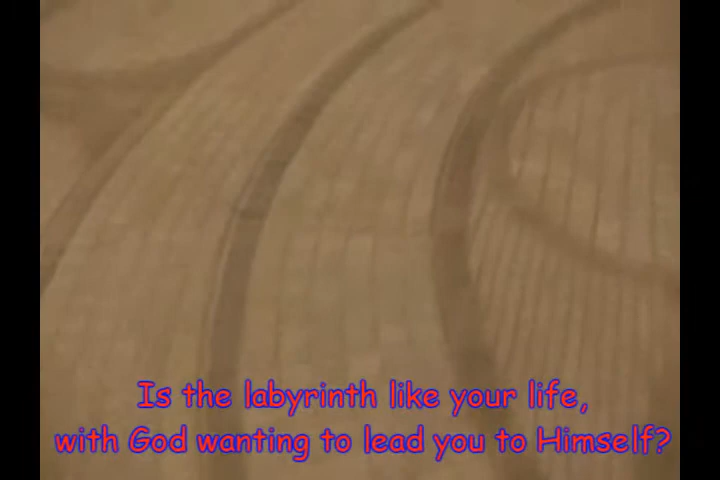 Is the labyrinth like your life,
with God wanting to lead you to Himself?